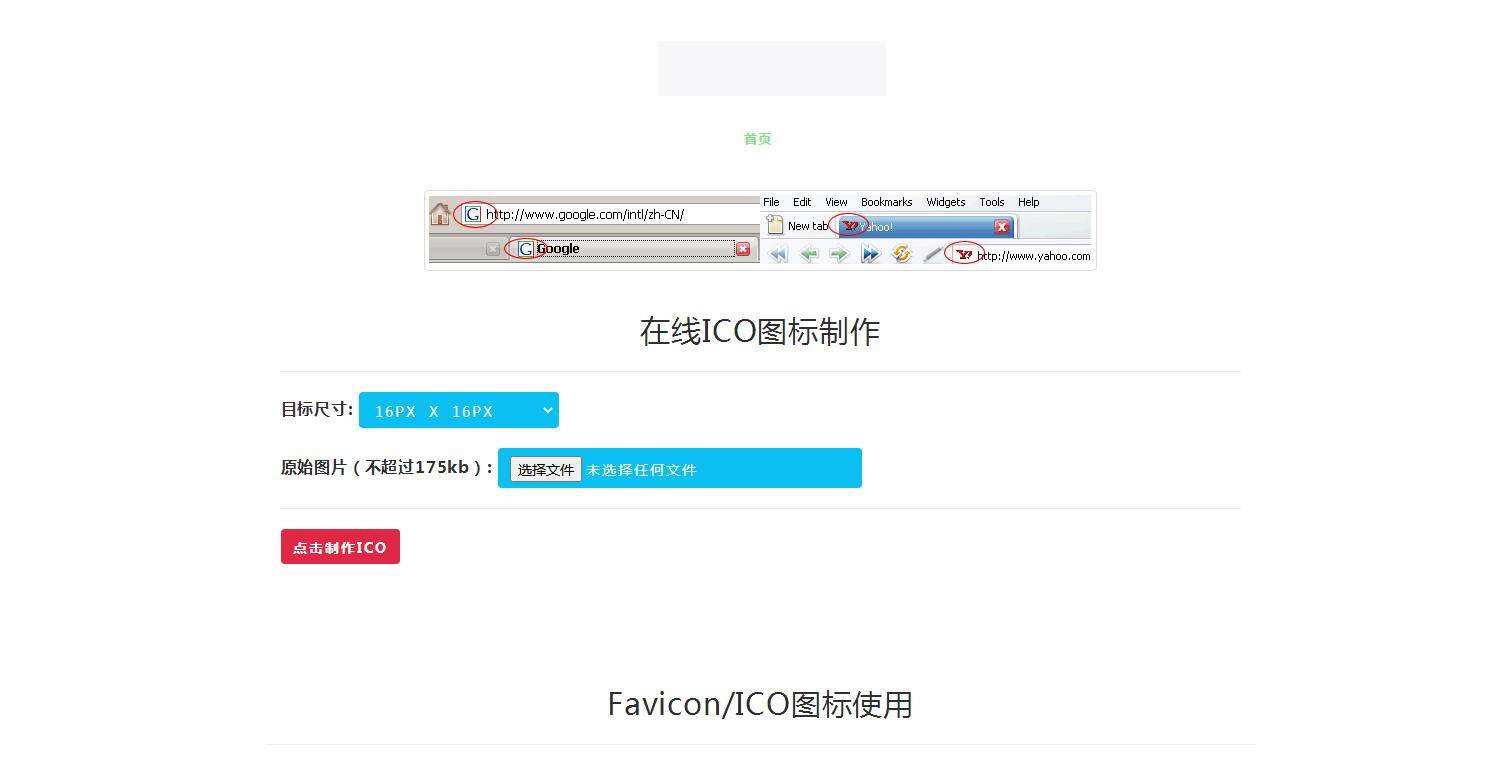 首页
http://www.google.com/intl/zh-CN/
Google
File Edit View Bookmarks Widgets Tools Help
New tab Yahoo!
http://www.yahoo.com
在线ICO图标制作
目标尺寸: 16PX X 16PX
原始图片（不超过175kb）: 选择文件 未选择任何文件
点击制作ICO
Favicon/ICO图标使用